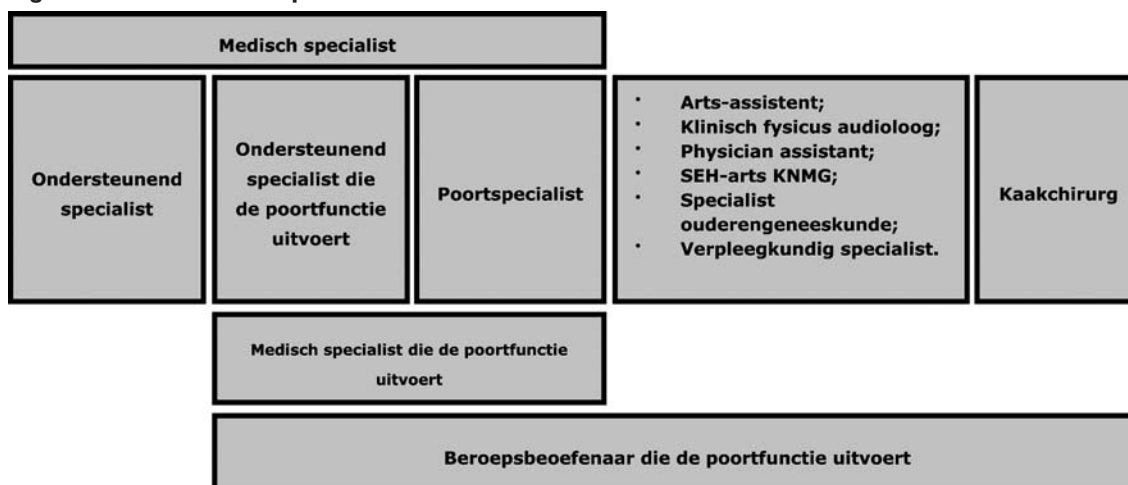 Medisch specialist
Ondersteunend
specialist
Ondersteunend
specialist die
de poortfunctie
uitvoert
Poortspecialist
• Arts-assistent;
• Klinisch fysicus audioloog;
• Physician assistant;
• SEH-arts KNMG;
• Specialist
ouderengeneeskunde;
• Verpleegkundig specialist.
Kaakchirurg
Medisch specialist die de poortfunctie
uitvoert
Beroepsbeoefenaar die de poortfunctie uitvoert